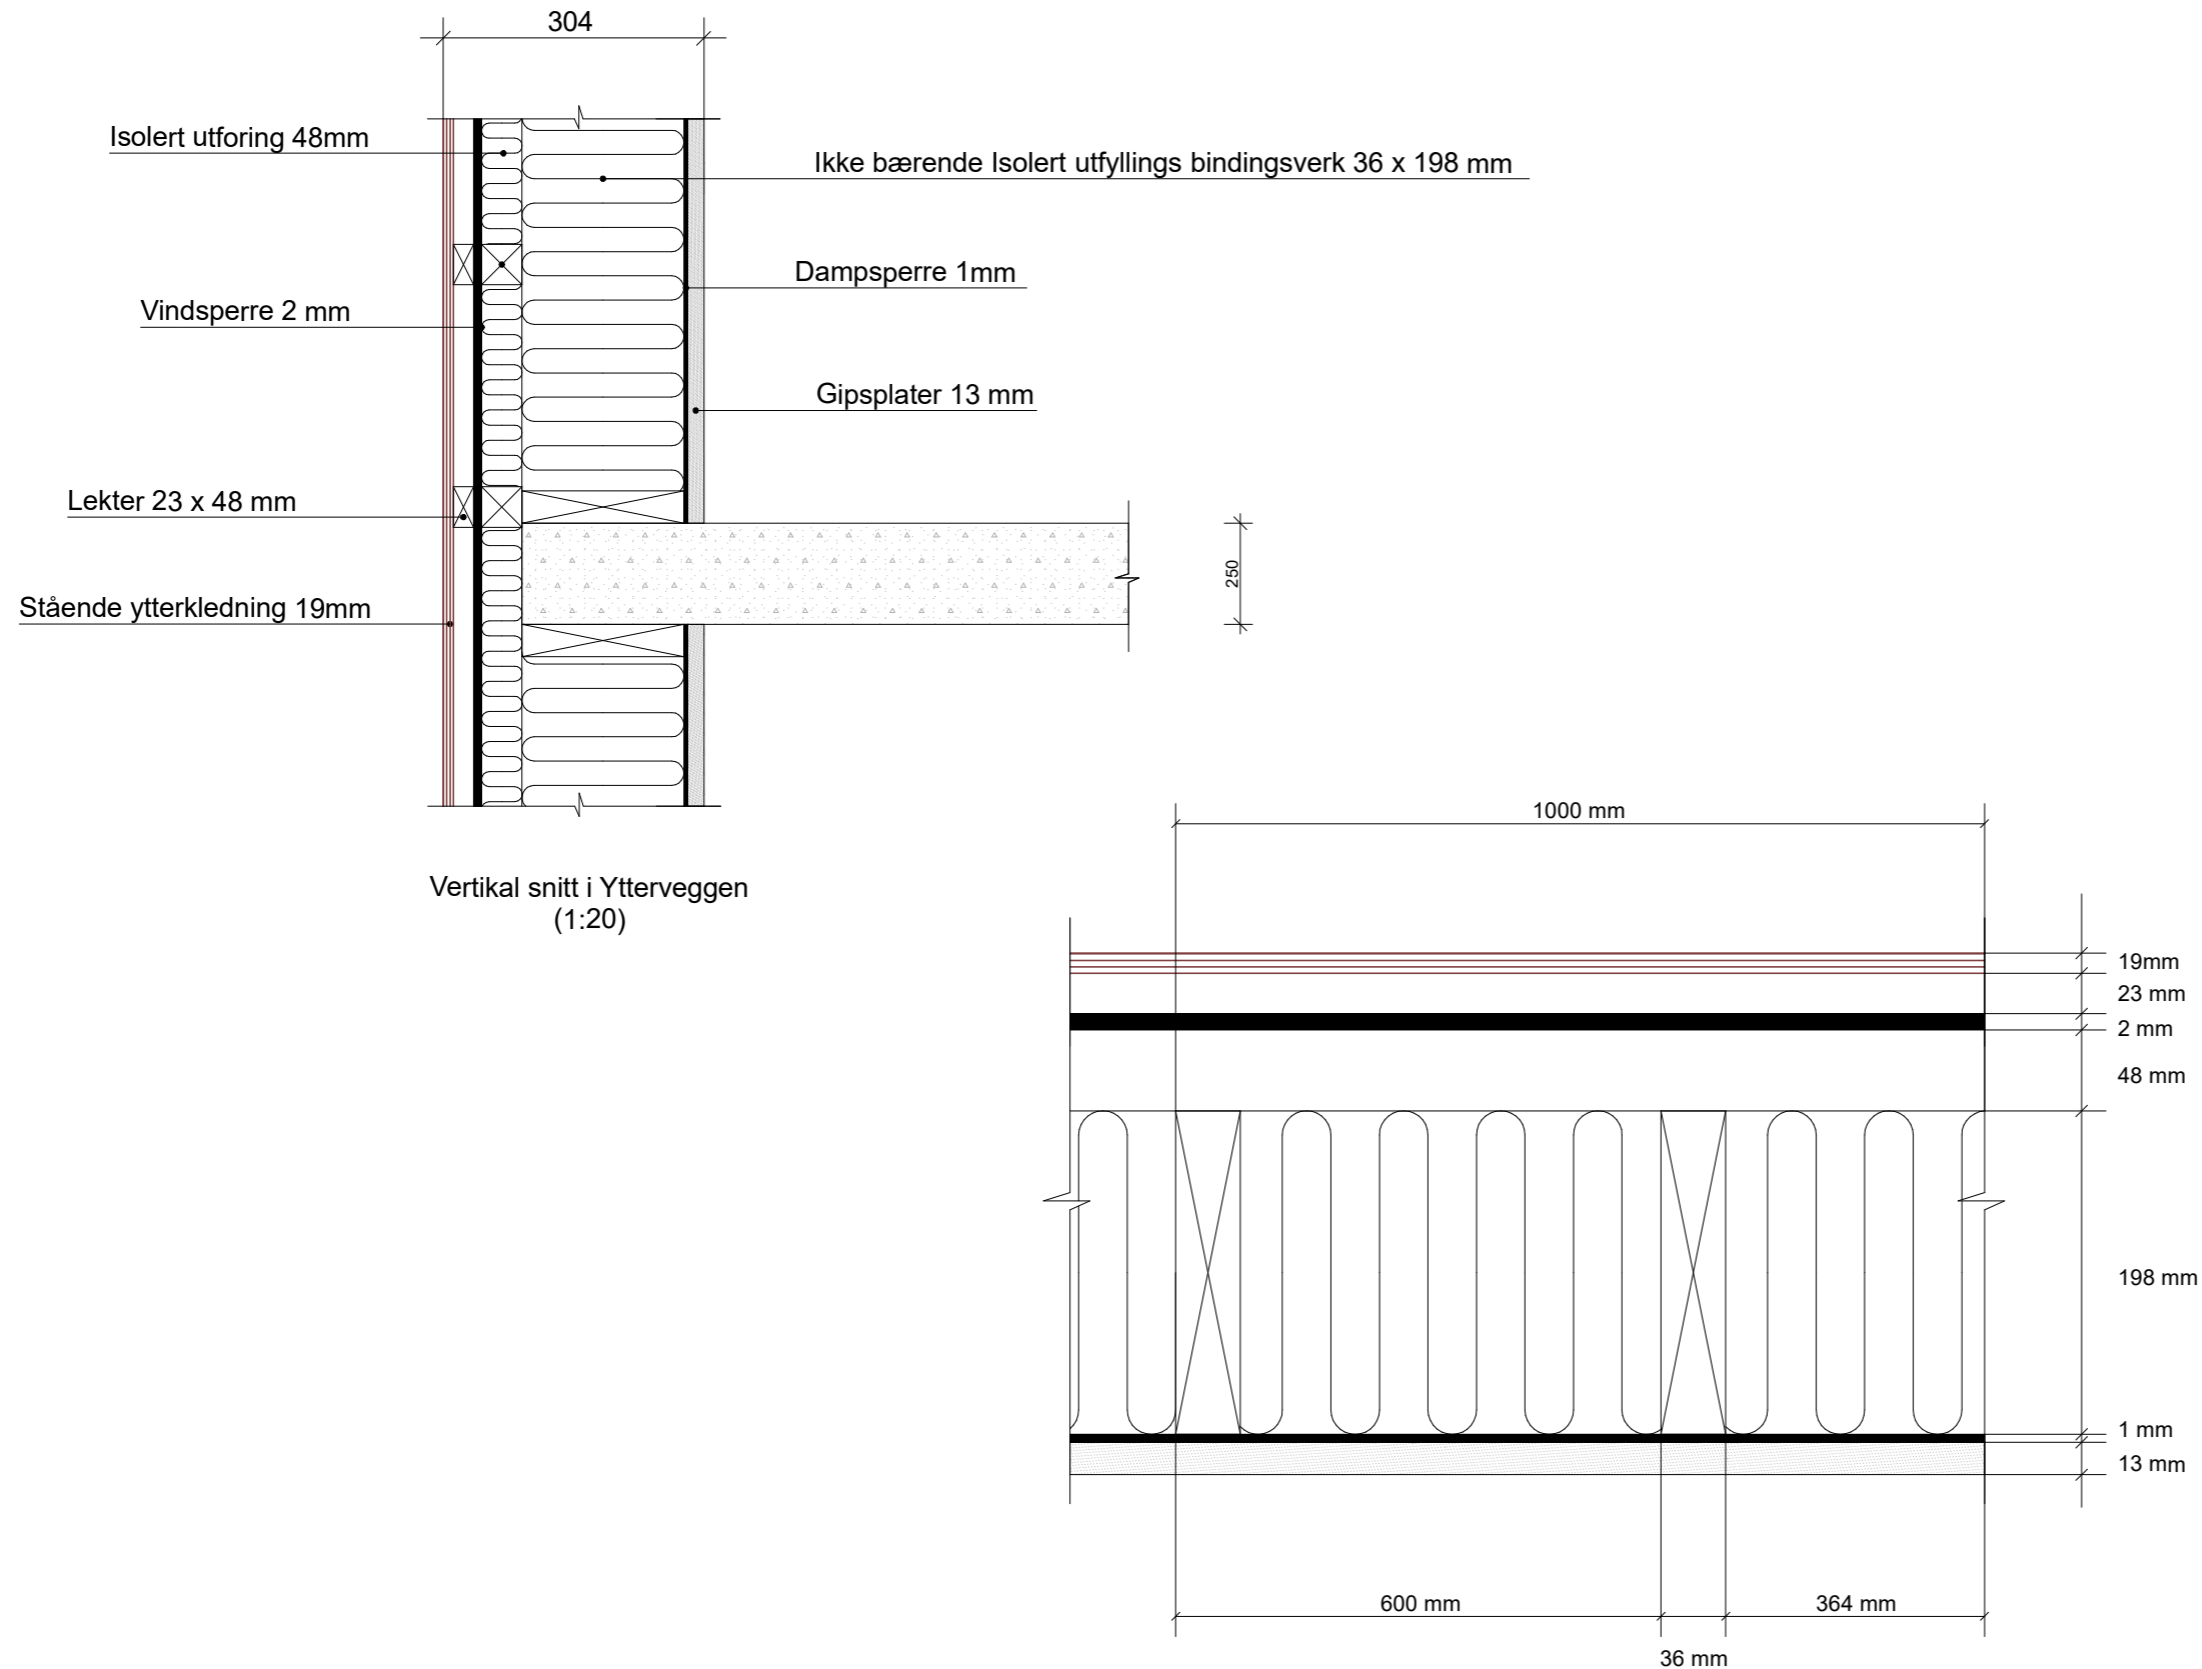 304
Isolert utforing 48mm
Ikke bærende Isolert utfyllings bindingsverk 36 x 198 mm
Dampsperre 1mm
Vindsperre 2 mm
Gipsplater 13 mm
Lekter 23 x 48 mm
250
Stående ytterkledning 19mm
Vertikal snitt i Ytterveggen
(1:20)
1000 mm
19mm
23 mm
2 mm
48 mm
198 mm
1 mm
13 mm
600 mm
364 mm
36 mm